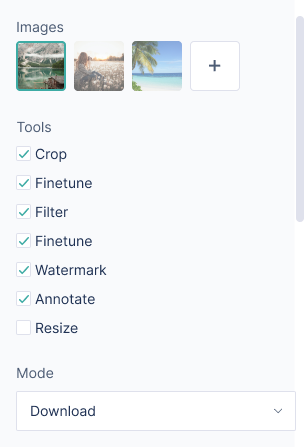 Images
Tools
Crop
Finetune
Filter
Finetune
Watermark
Annotate
Resize
Mode
Download